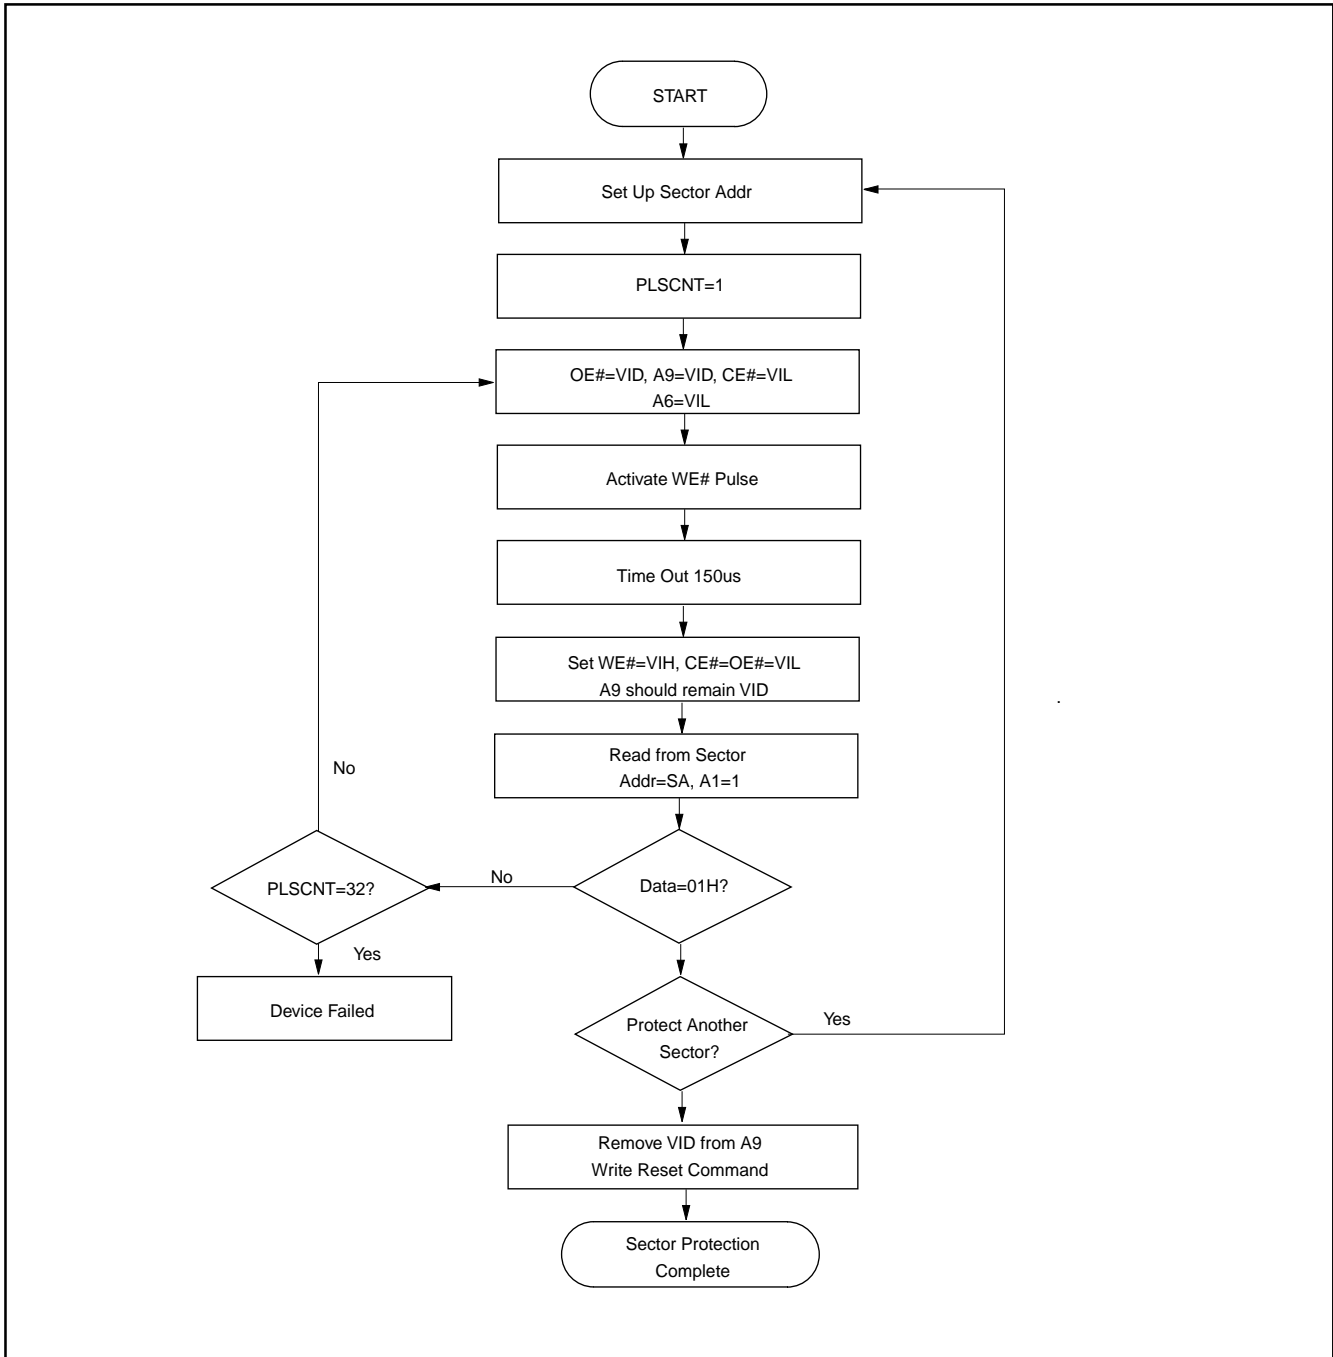 START
Set Up Sector Addr
PLSCNT=1
OE#=VID, A9=VID, CE#=VIL
A6=VIL
Activate WE# Pulse
Time Out 150us
Set WE#=VIH, CE#=OE#=VIL
A9 should remain VID
.
Read from Sector
Addr=SA, A1=1
No
PLSCNT=32?
No
Data=01H?
Yes
Device Failed
Protect Another
Sector?
Yes
Remove VID from A9
Write Reset Command
Sector Protection
Complete